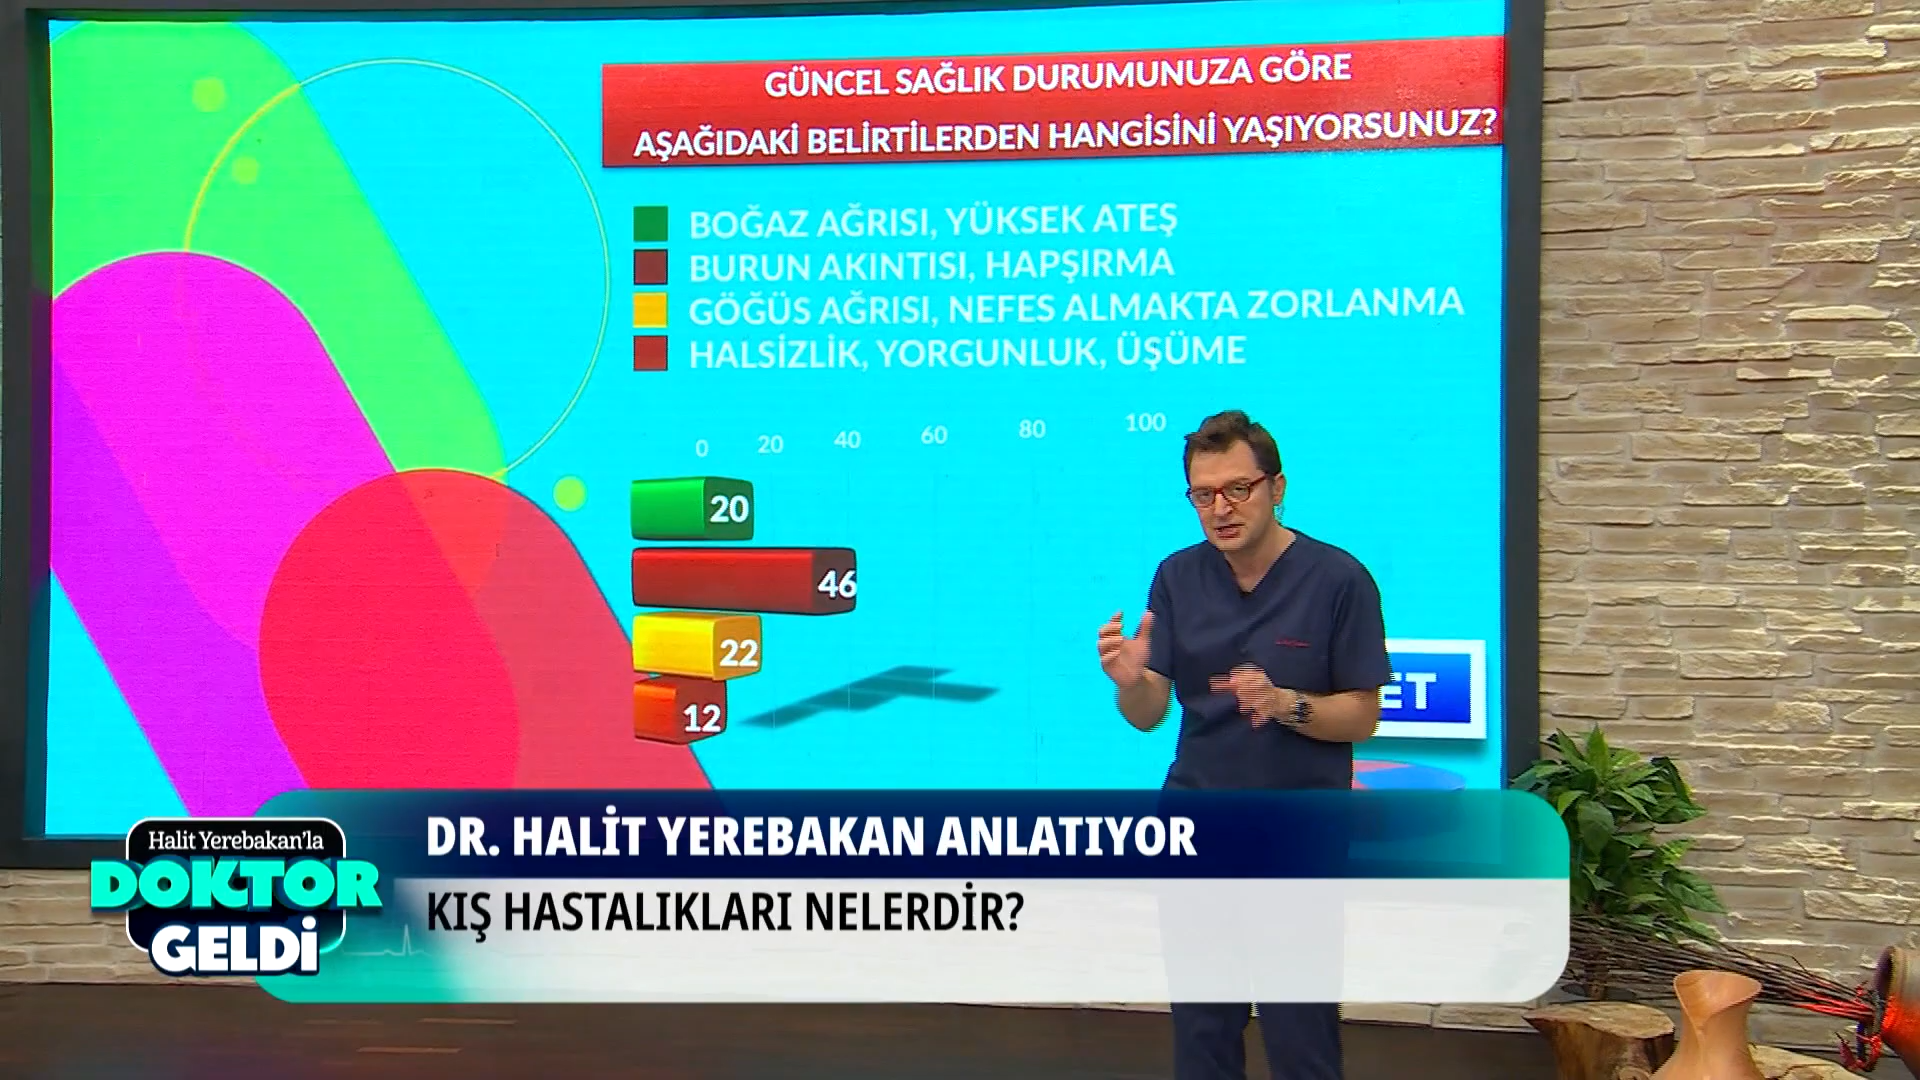 GÜNCEL SAĞLIK DURUMUNUZA GÖRE
AŞAĞIDAKİ BELİRTİLERDEN HANGİSİNİ YAŞIYORSUNUZ?
BOĞAZ AĞRISI, YÜKSEK ATEŞ
BURUN AKINTISI, HAPŞIRMA
GÖĞÜS AĞRISI, NEFES ALMAKTA ZORLANMA
HALSİZLİK, YORGUNLUK, ÜŞÜME
0 20 40 60 80 100
20
46
22
12
ET
DR. HALİT YEREBAKAN ANLATIYOR
KIŞ HASTALIKLARI NELERDİR?
Halit Yerebakan'la
DOKTOR
GELDİ